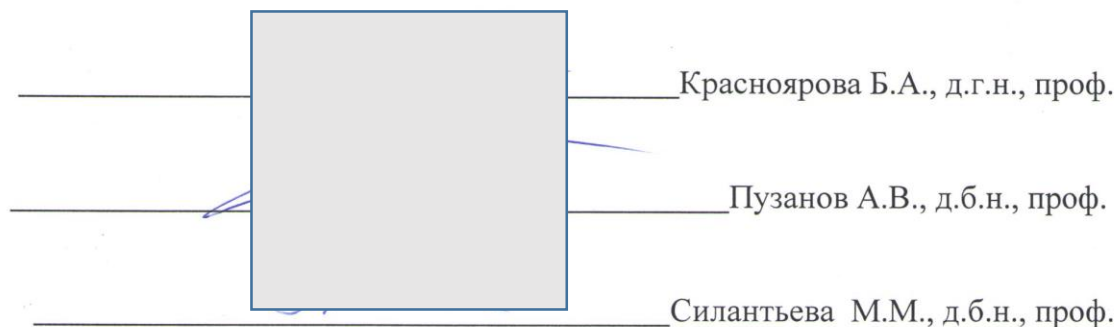 Красноярова Б.А., д.г.н., проф.
Пузанов А.В., д.б.н., проф.
Силантьева М.М., д.б.н., проф.